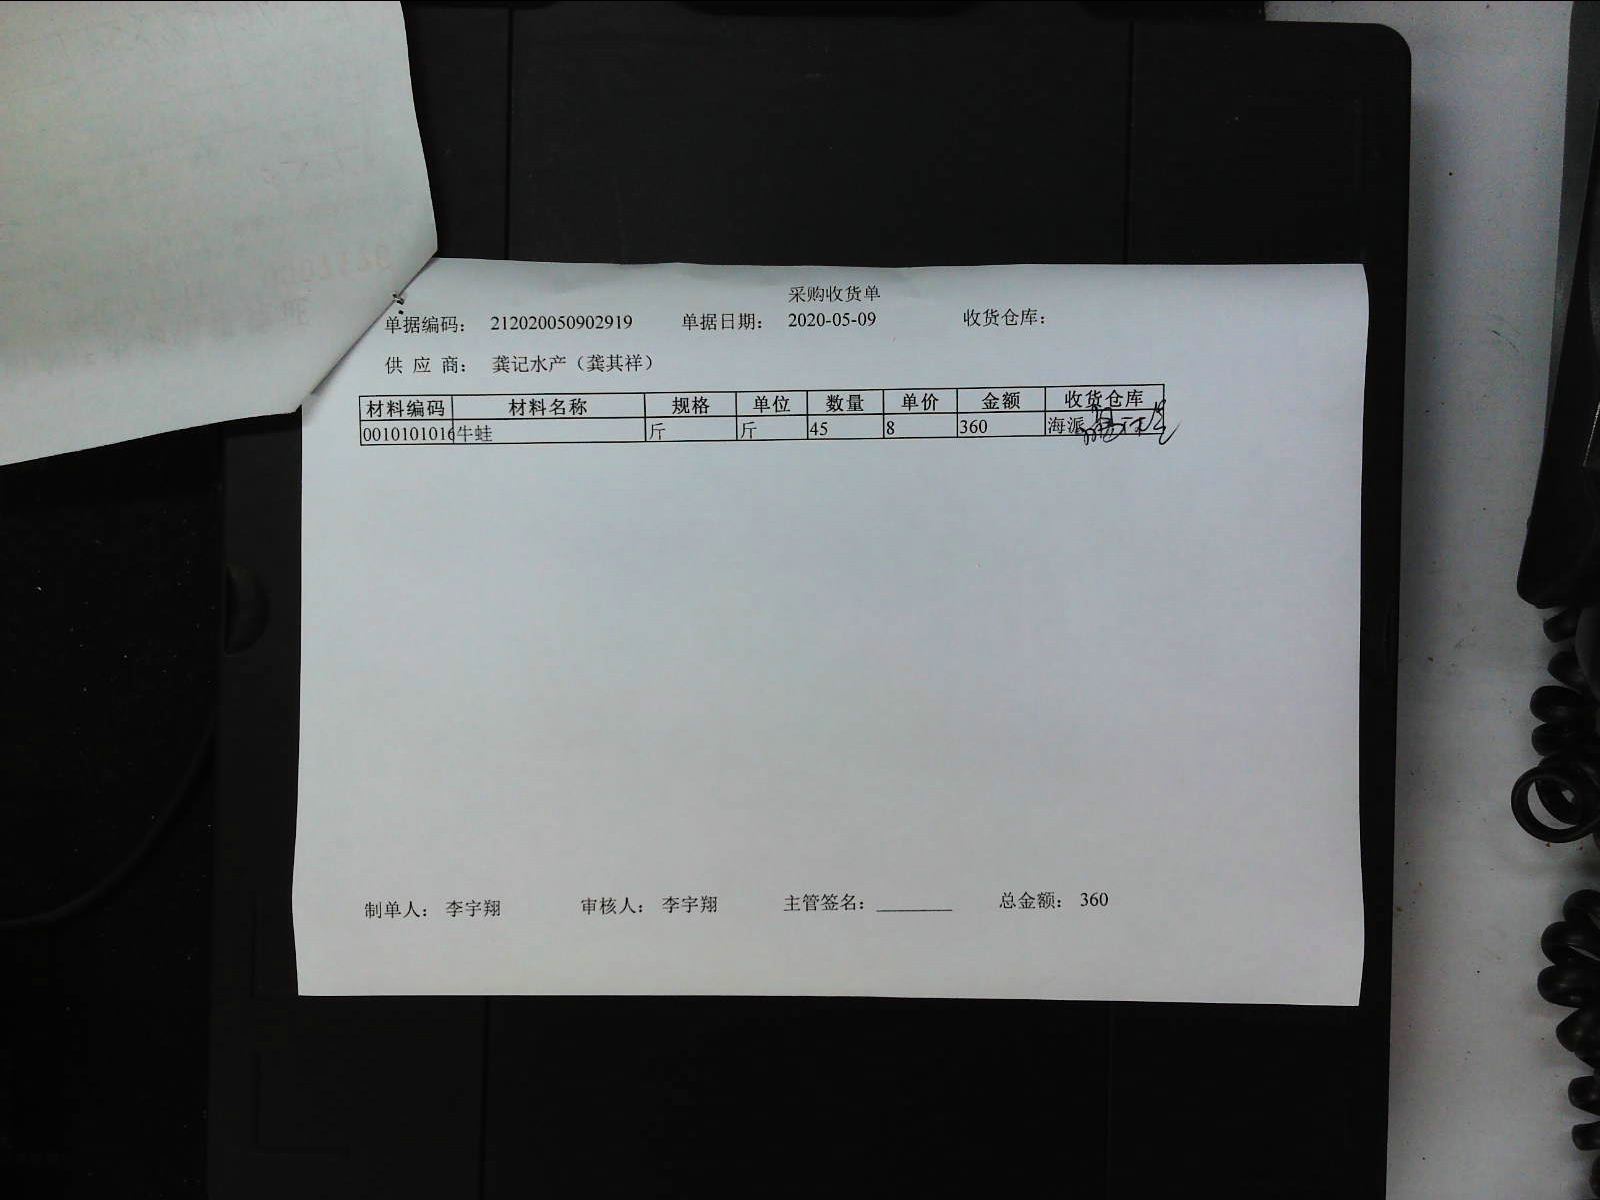 采购收货单
单据编码： 212020050902919 单据日期： 2020-05-09 收货仓库：
供 应 商： 龚记水产（龚其祥）
材料编码 材料名称 规格 单位 数量 单价 金额 收货仓库
0010101016 牛蛙 斤 斤 45 8 360 海派
制单人： 李宇翔 审核人： 李宇翔 主管签名：________ 总金额： 360